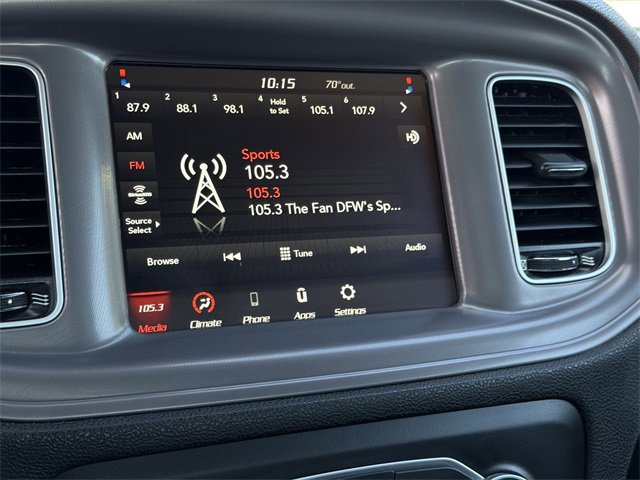 10:15 70°out.
1 87.9 2 88.1 3 98.1 4 Hold to Set 5 105.1 6 107.9
AM
FM
SiriusXM
Source
Select
HD
Sports
105.3
105.3
105.3 The Fan DFW's Sp...
Browse Tune Audio
105.3
Media Climate Phone Apps Settings